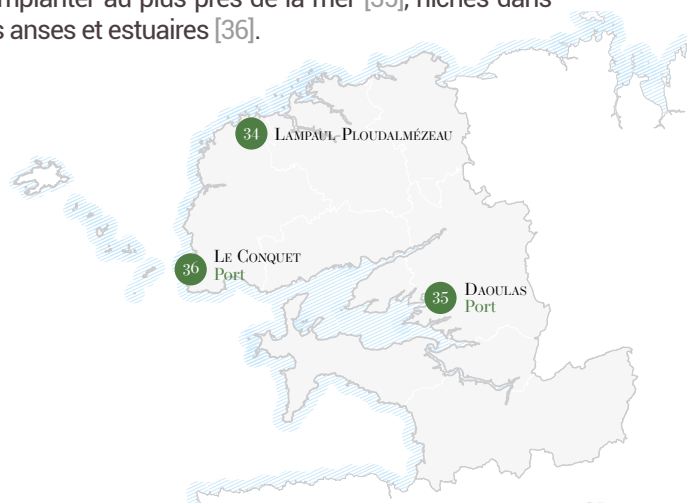 implanter au plus près de la mer [35], nichés dans
s anses et estuaires [36].
34 Lampaul-Ploudalmézeau
36 Le Conquet
Port
35 Daoulas
Port